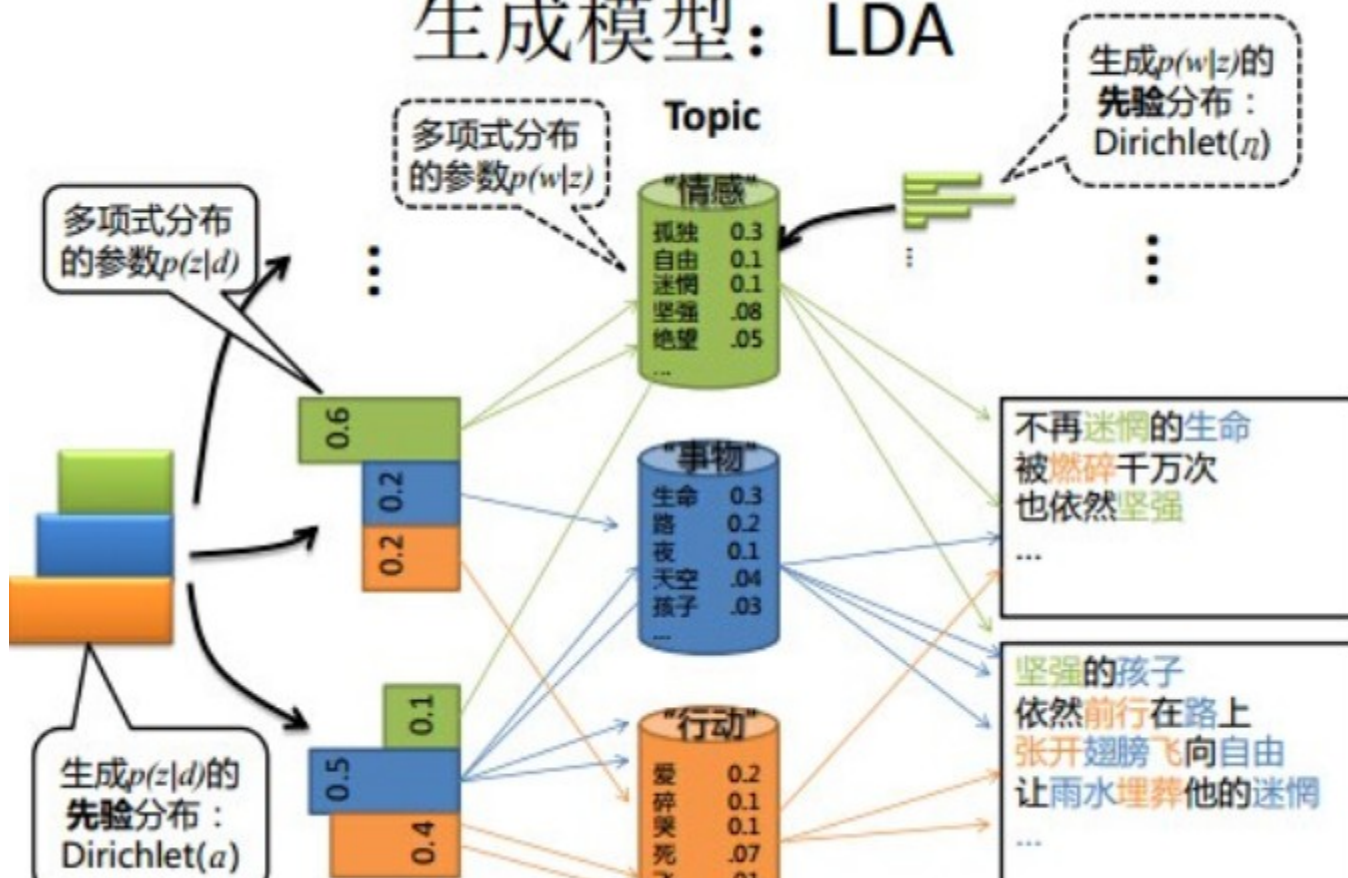 生成模型：LDA
生成p(w|z)的
先验分布：
Dirichlet(η)
Topic
多项式分布
的参数p(w|z)
多项式分布
的参数p(z|d)
...
"情感"
孤独 0.3
自由 0.1
迷惘 0.1
坚强 .08
绝望 .05
...
...
...
0.6
0.2
0.2
"事物"
生命 0.3
路 0.2
夜 0.1
天空 .04
孩子 .03
...
不再迷惘的生命
被燃碎千万次
也依然坚强
...
0.1
0.5
0.4
"行动"
爱 0.2
碎 0.1
哭 0.1
死 .07
坚强的孩子
依然前行在路上
张开翅膀飞向自由
让雨水埋葬他的迷惘
...
生成p(z|d)的
先验分布：
Dirichlet(a)